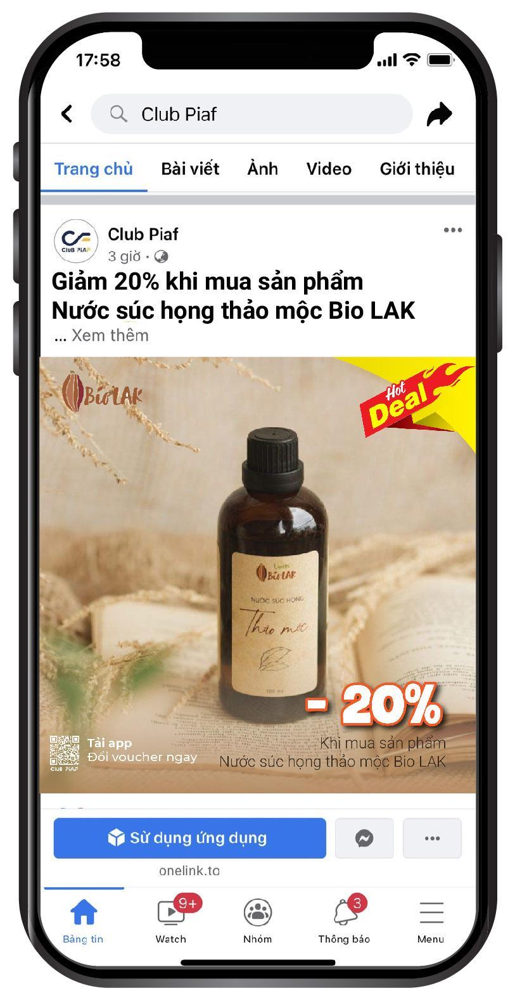 17:58
Club Piaf
Trang chủ Bài viết Ảnh Video Giới thiệu
CLUB PIAF
Club Piaf
3 giờ ·
Giảm 20% khi mua sản phẩm
Nước súc họng thảo mộc Bio LAK
... Xem thêm
BioLAK
Hot
Deal
Vườn
BioLAK
NƯỚC SÚC HỌNG
Thảo mộc
100 ml
- 20%
Khi mua sản phẩm
Nước súc họng thảo mộc Bio LAK
Tải app
Đổi voucher ngay
CLUB PIAF
Sử dụng ứng dụng
onelink.to
9+
3
Bảng tin Watch Nhóm Thông báo Menu